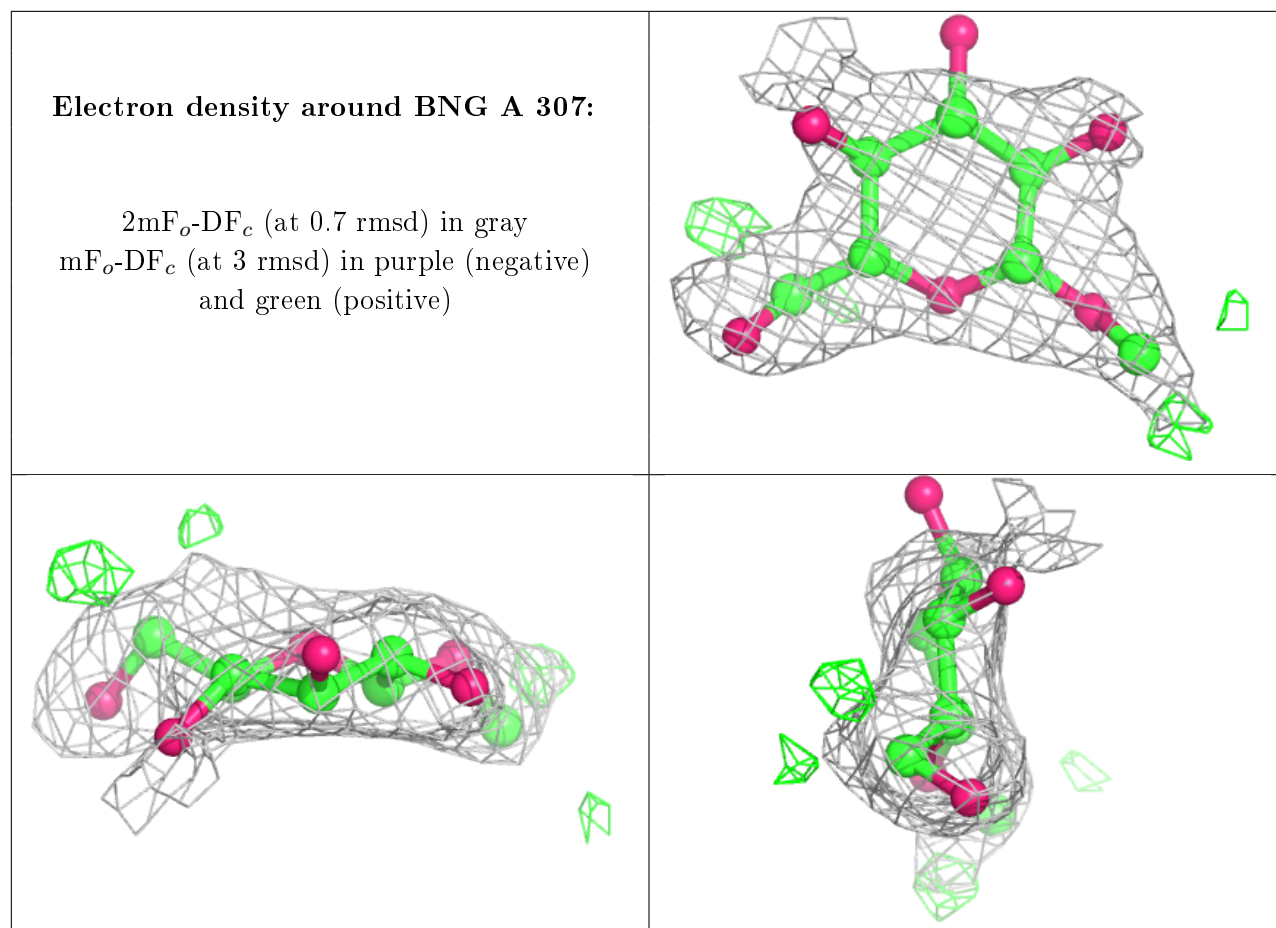 Electron density around BNG A 307:
2mFo-DFc (at 0.7 rmsd) in gray
mFo-DFc (at 3 rmsd) in purple (negative)
and green (positive)